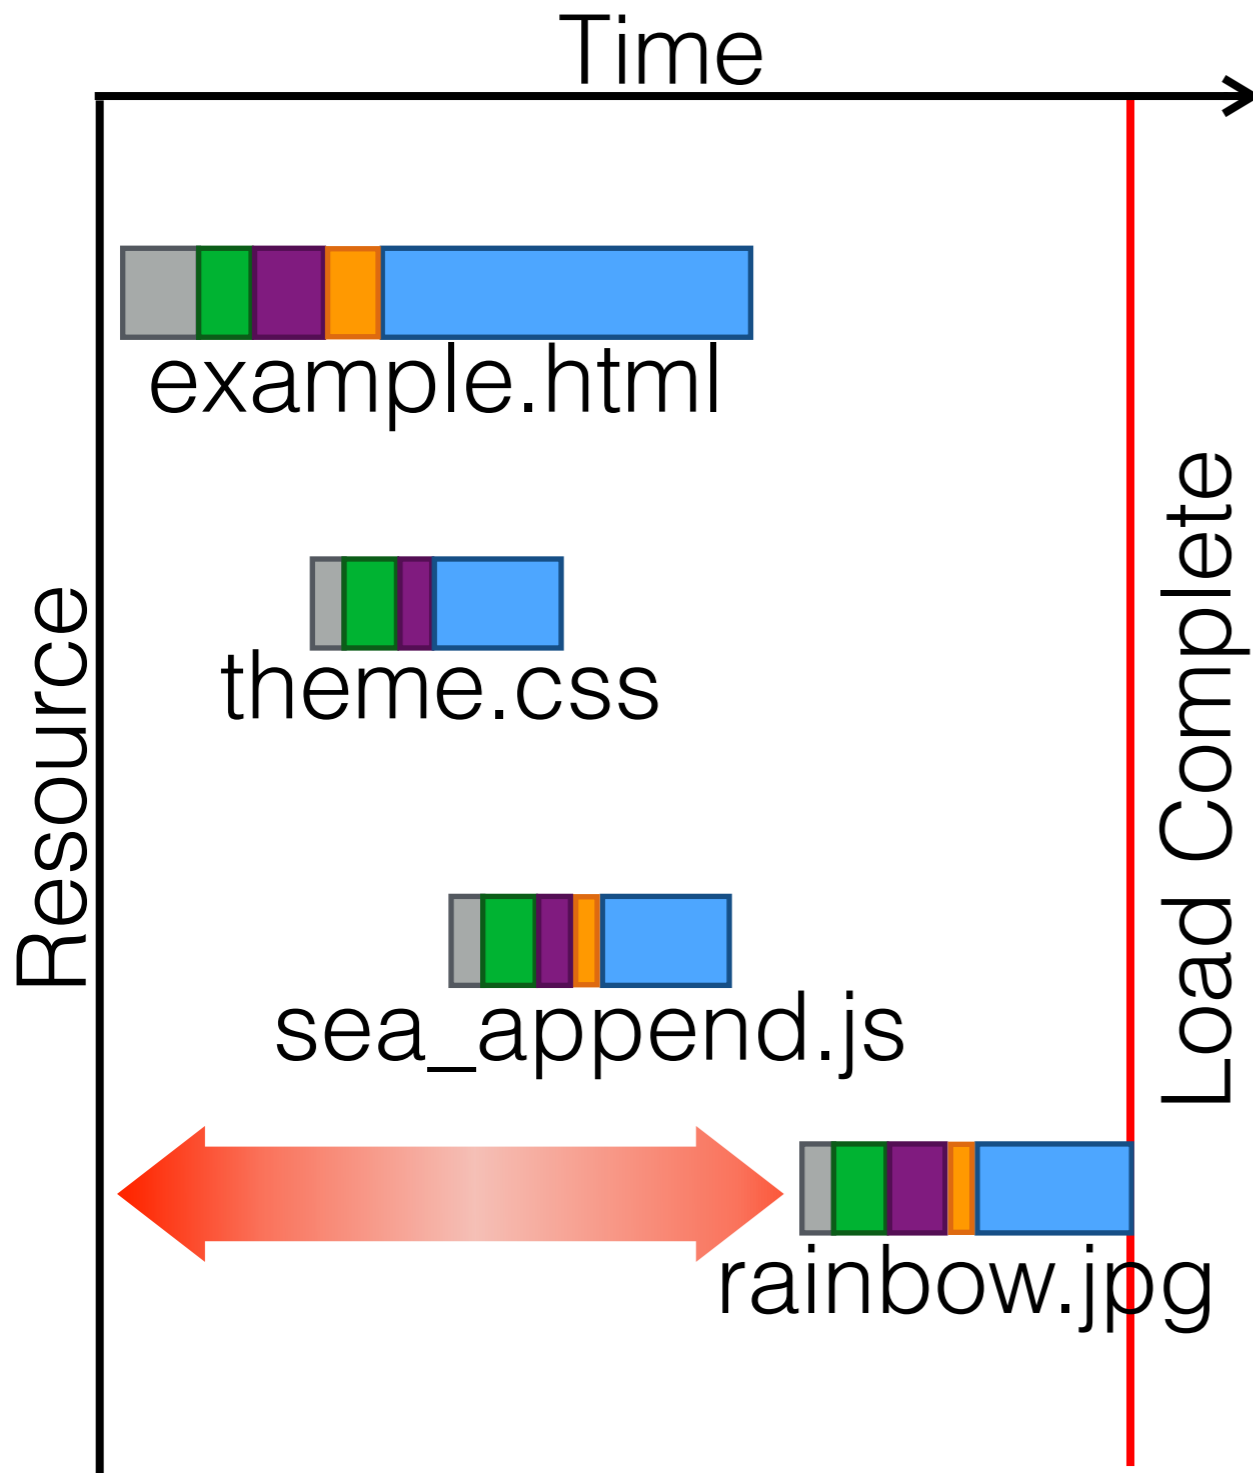 Time
example.html
theme.css
sea_append.js
rainbow.jpg
Resource
Load Complete